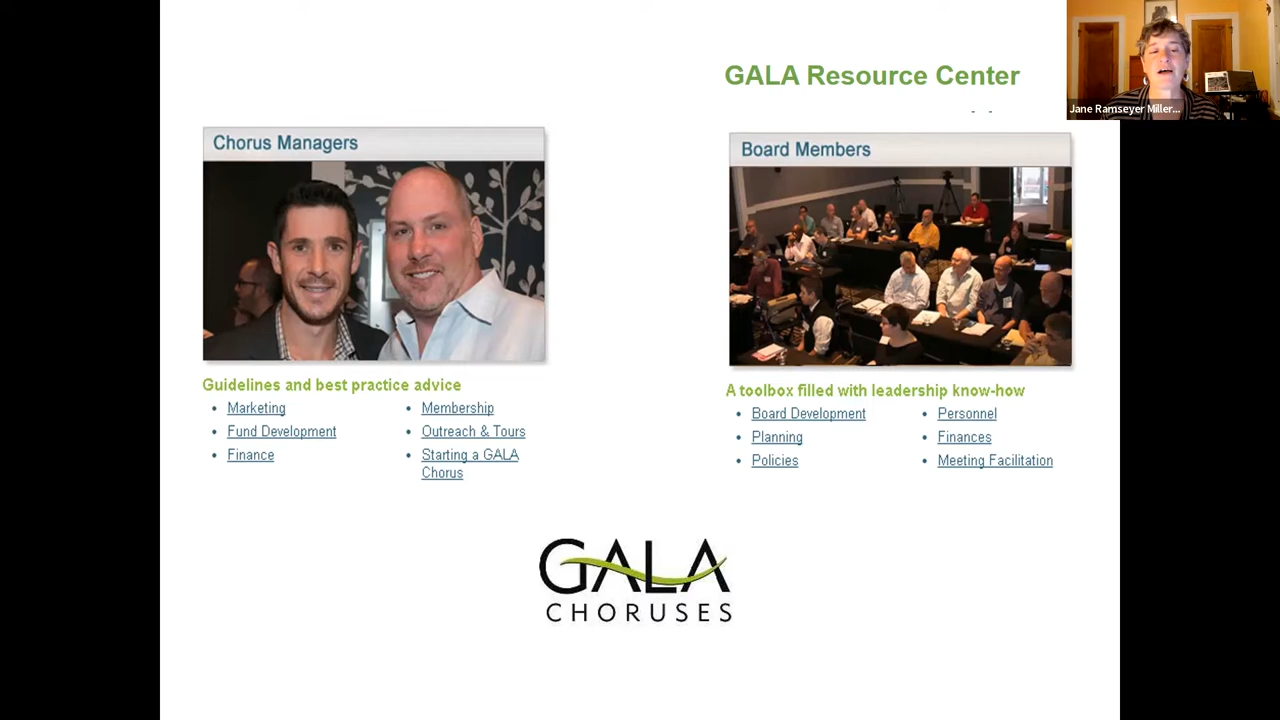 GALA Resource Center
Jane Ramseyer Miller...
Chorus Managers
Guidelines and best practice advice
• Marketing
• Fund Development
• Finance
• Membership
• Outreach & Tours
• Starting a GALA
Chorus
Board Members
A toolbox filled with leadership know-how
• Board Development
• Planning
• Policies
• Personnel
• Finances
• Meeting Facilitation
GALA
CHORUSES